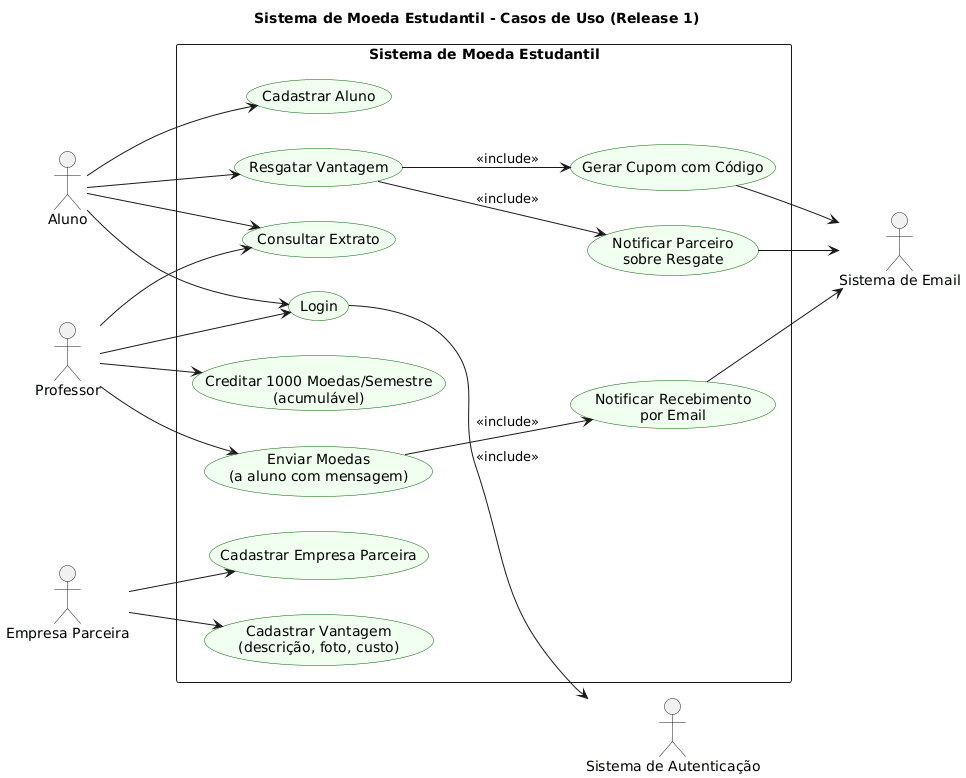 Sistema de Moeda Estudantil - Casos de Uso (Release 1)
Sistema de Moeda Estudantil
Cadastrar Aluno
Resgatar Vantagem
«include»
Gerar Cupom com Código
«include»
Aluno
Consultar Extrato
Notificar Parceiro
sobre Resgate
Sistema de Email
Login
Professor
Creditar 1000 Moedas/Semestre
(acumulável)
Notificar Recebimento
por Email
«include»
Enviar Moedas
(a aluno com mensagem)
«include»
Cadastrar Empresa Parceira
Empresa Parceira
Cadastrar Vantagem
(descrição, foto, custo)
Sistema de Autenticação